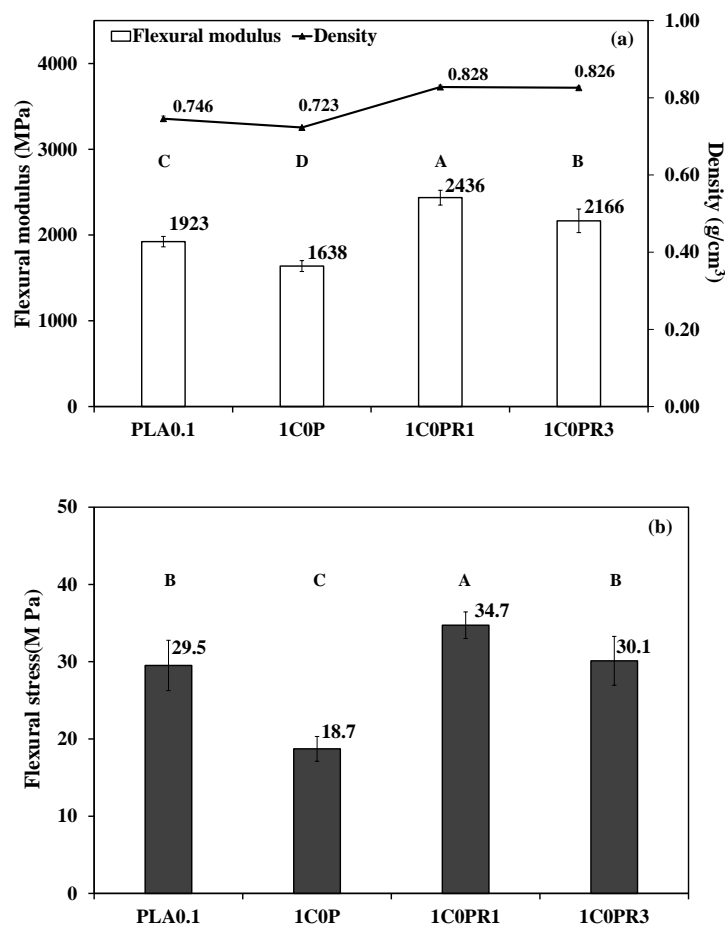 Flexural modulus Density (a)
Flexural modulus (MPa)
Density (g/cm³)
4000
3000
2000
1000
0
1.00
0.80
0.60
0.40
0.20
0.00
0.746 0.723 0.828 0.826
C D A B
1923 1638 2436 2166
PLA0.1 1C0P 1C0PR1 1C0PR3
(b)
Flexural stress(M Pa)
50
40
30
20
10
0
B C A B
29.5 18.7 34.7 30.1
PLA0.1 1C0P 1C0PR1 1C0PR3